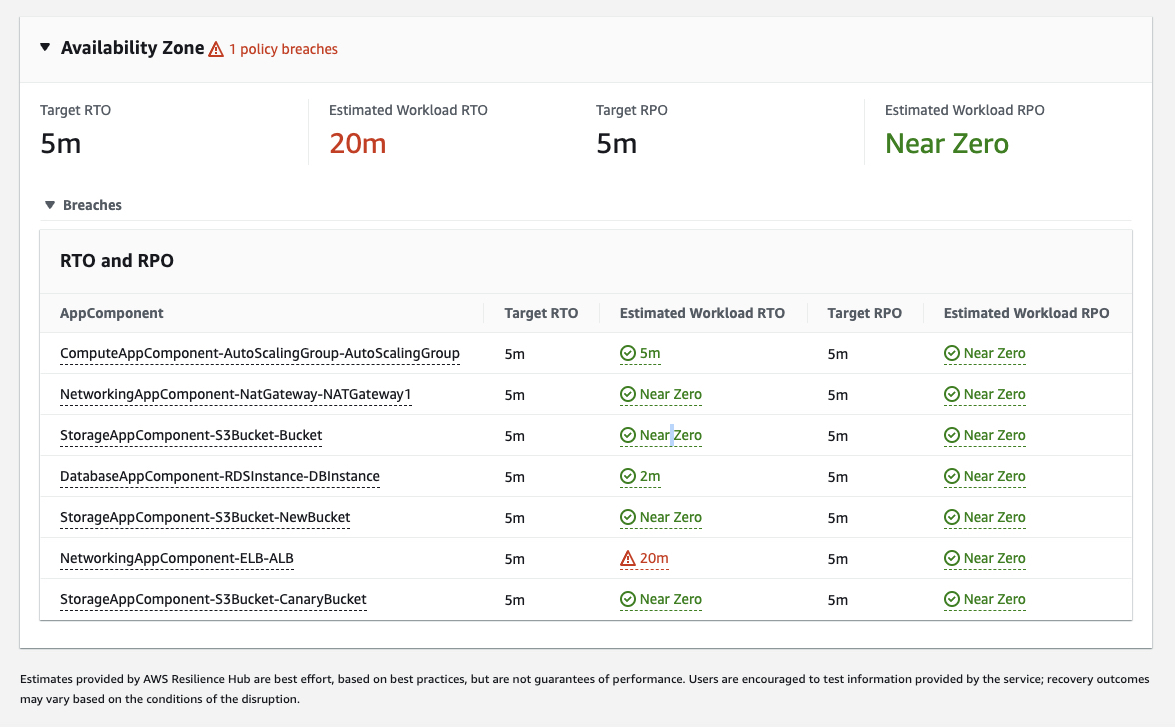 Availability Zone 1 policy breaches
Target RTO Estimated Workload RTO Target RPO Estimated Workload RPO
5m 20m 5m Near Zero
Breaches
RTO and RPO
AppComponent Target RTO Estimated Workload RTO Target RPO Estimated Workload RPO
ComputeAppComponent-AutoScalingGroup-AutoScalingGroup 5m 5m 5m Near Zero
NetworkingAppComponent-NatGateway-NATGateway1 5m Near Zero 5m Near Zero
StorageAppComponent-S3Bucket-Bucket 5m Near Zero 5m Near Zero
DatabaseAppComponent-RDSInstance-DBInstance 5m 2m 5m Near Zero
StorageAppComponent-S3Bucket-NewBucket 5m Near Zero 5m Near Zero
NetworkingAppComponent-ELB-ALB 5m 20m 5m Near Zero
StorageAppComponent-S3Bucket-CanaryBucket 5m Near Zero 5m Near Zero
Estimates provided by AWS Resilience Hub are best effort, based on best practices, but are not guarantees of performance. Users are encouraged to test information provided by the service; recovery outcomes
may vary based on the conditions of the disruption.